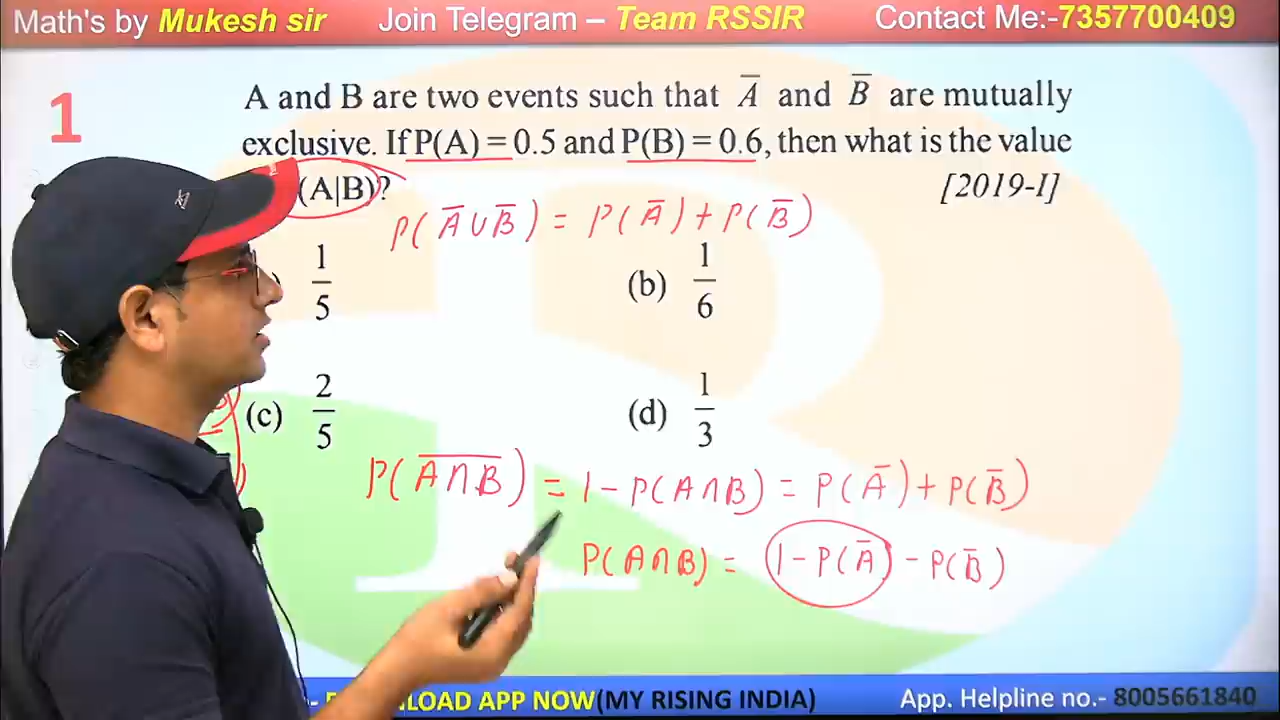 Math's by Mukesh sir Join Telegram – Team RSSIR Contact Me:-7357700409
1
A and B are two events such that A̅ and B̅ are mutually
exclusive. If P(A) = 0.5 and P(B) = 0.6, then what is the value
(A|B)? [2019-I]
P(A̅ ∪ B̅) = P(A̅) + P(B̅)
1/5 (b) 1/6
(c) 2/5 (d) 1/3
P(A̅∩̅B̅) = 1 - P(A∩B) = P(A̅) + P(B̅)
P(A∩B) = 1 - P(A̅) - P(B̅)
LOAD APP NOW(MY RISING INDIA) App. Helpline no.- 8005661840